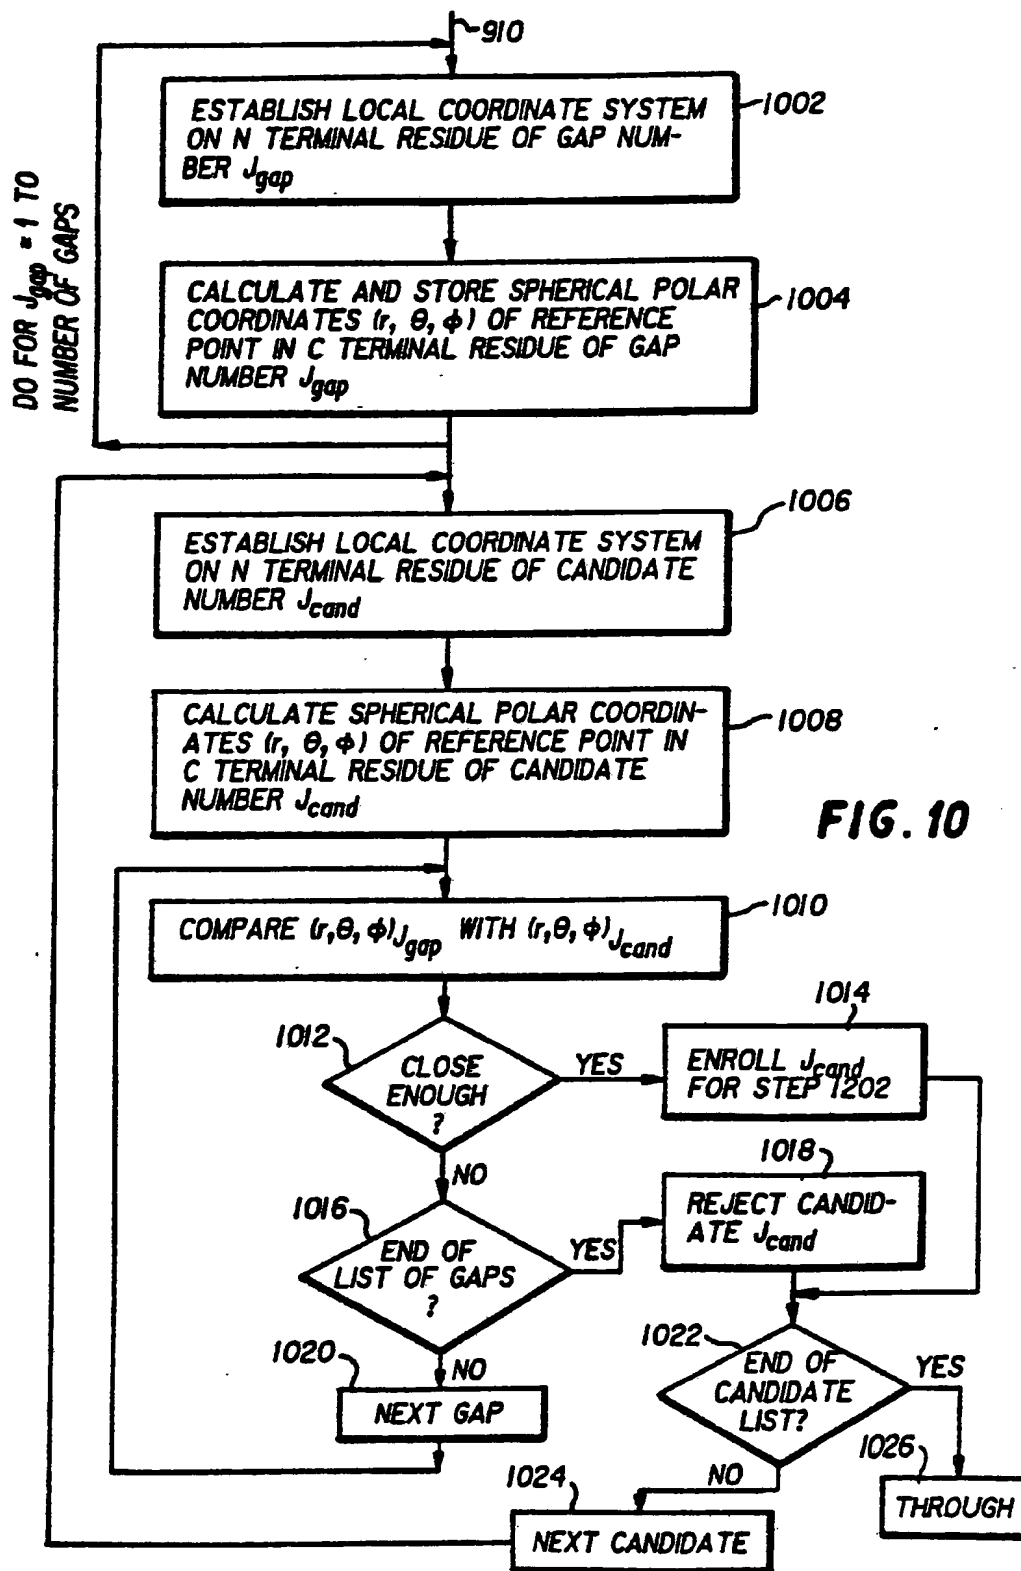 910
1002
ESTABLISH LOCAL COORDINATE SYSTEM
ON N TERMINAL RESIDUE OF GAP NUM-
BER Jgap
DO FOR Jgap = 1 TO
NUMBER OF GAPS
1004
CALCULATE AND STORE SPHERICAL POLAR
COORDINATES (r, θ, ϕ) OF REFERENCE
POINT IN C TERMINAL RESIDUE OF GAP
NUMBER Jgap
1006
ESTABLISH LOCAL COORDINATE SYSTEM
ON N TERMINAL RESIDUE OF CANDIDATE
NUMBER Jcand
1008
CALCULATE SPHERICAL POLAR COORDIN-
ATES (r, θ, ϕ) OF REFERENCE POINT IN
C TERMINAL RESIDUE OF CANDIDATE
NUMBER Jcand
FIG. 10
1010
COMPARE (r,θ,ϕ)Jgap WITH (r,θ,ϕ)Jcand
1012
CLOSE
ENOUGH
?
YES
1014
ENROLL Jcand
FOR STEP 1202
NO
1016
END OF
LIST OF GAPS
?
YES
1018
REJECT CANDID-
ATE Jcand
NO
1020
NEXT GAP
1022
END OF
CANDIDATE
LIST?
YES
NO
1024
NEXT CANDIDATE
1026
THROUGH